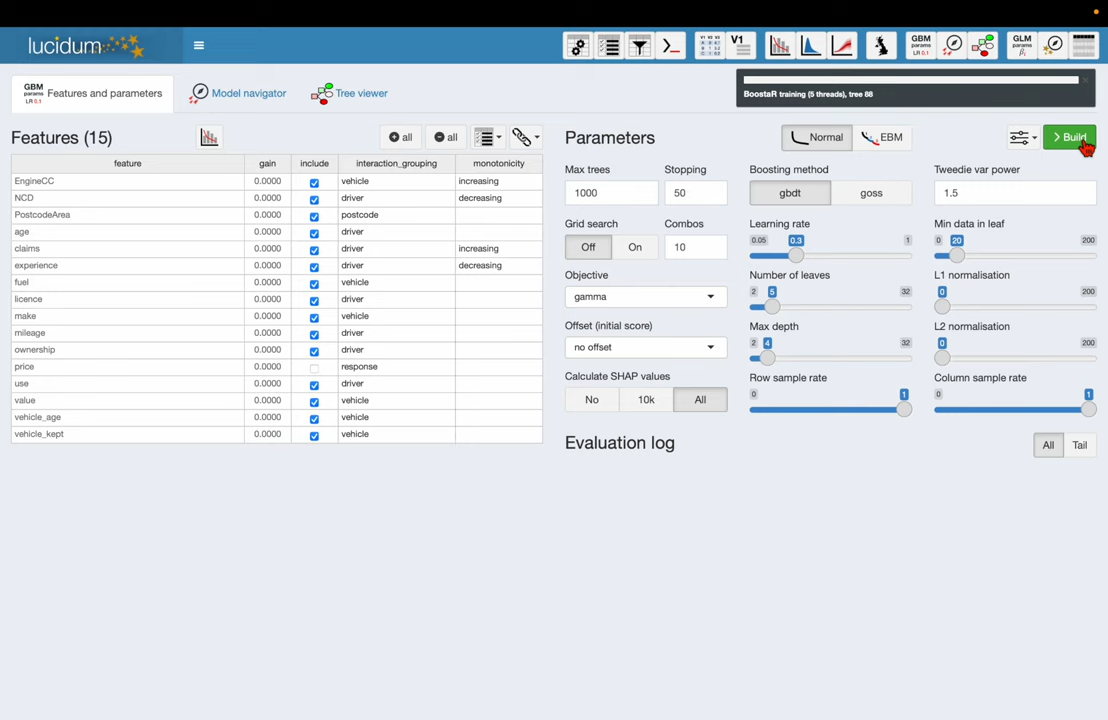 lucidum
V1 V2 V3
V1
GBM
params
LR 0.1
GLM
params
βj
GBM
params
LR 0.1
Features and parameters
Model navigator
Tree viewer
BoostaR training (5 threads), tree 88
Features (15)
all
all
Parameters
Normal
EBM
Build
feature gain include interaction_grouping monotonicity
EngineCC 0.0000 vehicle increasing
NCD 0.0000 driver decreasing
PostcodeArea 0.0000 postcode
age 0.0000 driver
claims 0.0000 driver increasing
experience 0.0000 driver decreasing
fuel 0.0000 vehicle
licence 0.0000 driver
make 0.0000 vehicle
mileage 0.0000 driver
ownership 0.0000 driver
price 0.0000 response
use 0.0000 driver
value 0.0000 vehicle
vehicle_age 0.0000 vehicle
vehicle_kept 0.0000 vehicle
Max trees
Stopping
1000
50
Grid search
Combos
Off
On
10
Objective
gamma
Offset (initial score)
no offset
Calculate SHAP values
No
10k
All
Boosting method
gbdt
goss
Learning rate
0.05 0.3 1
Number of leaves
2 5 32
Max depth
2 4 32
Row sample rate
0 1
Tweedie var power
1.5
Min data in leaf
0 20 200
L1 normalisation
0 200
L2 normalisation
0 200
Column sample rate
0 1
Evaluation log
All
Tail